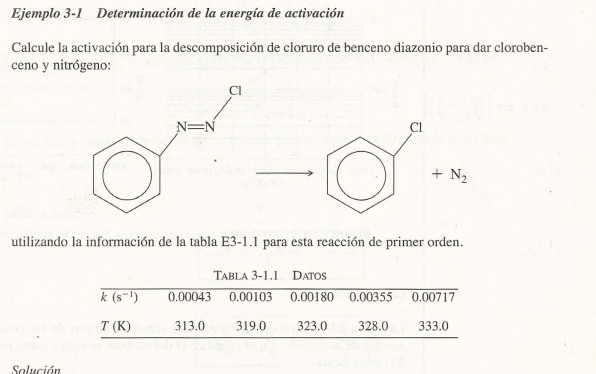 Ejemplo 3-1 Determinación de la energía de activación
Calcule la activación para la descomposición de cloruro de benceno diazonio para dar cloroben-
ceno y nitrógeno:
Cl
N=N
Cl
+ N₂
utilizando la información de la tabla E3-1.1 para esta reacción de primer orden.
TABLA 3-1.1 DATOS
k (s⁻¹) 0.00043 0.00103 0.00180 0.00355 0.00717
T (K) 313.0 319.0 323.0 328.0 333.0
Solución